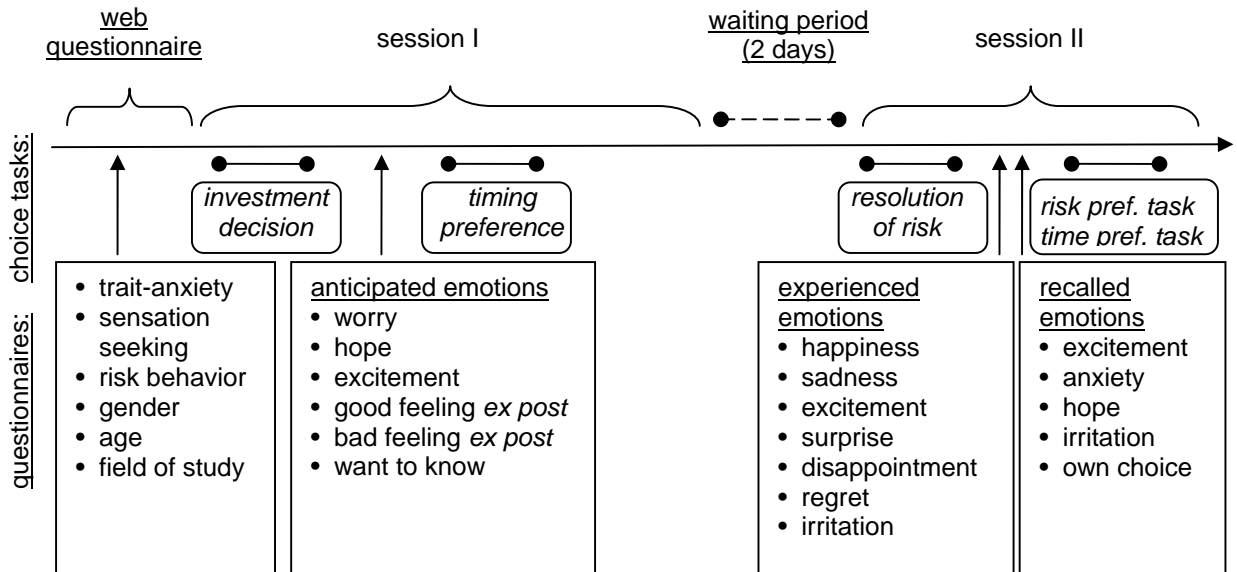 web
questionnaire
session I
waiting period
(2 days)
session II
choice tasks:
investment
decision
timing
preference
resolution
of risk
risk pref. task
time pref. task
questionnaires:
• trait-anxiety
• sensation
seeking
• risk behavior
• gender
• age
• field of study
anticipated emotions
• worry
• hope
• excitement
• good feeling ex post
• bad feeling ex post
• want to know
experienced
emotions
• happiness
• sadness
• excitement
• surprise
• disappointment
• regret
• irritation
recalled
emotions
• excitement
• anxiety
• hope
• irritation
• own choice